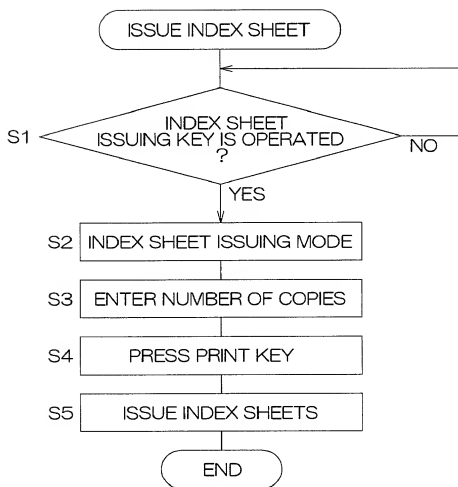 ISSUE INDEX SHEET
S1
INDEX SHEET
ISSUING KEY IS OPERATED
?
NO
YES
S2 INDEX SHEET ISSUING MODE
S3 ENTER NUMBER OF COPIES
S4 PRESS PRINT KEY
S5 ISSUE INDEX SHEETS
END